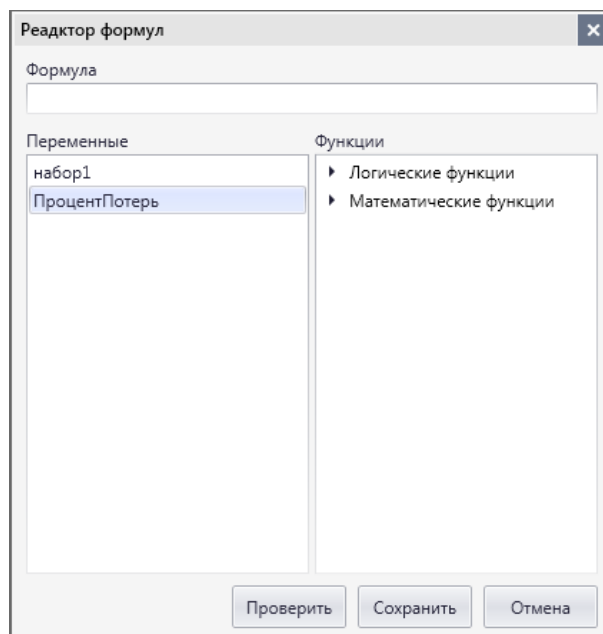 Реадктор формул
Формула
Переменные
Функции
набор1
ПроцентПотерь
Логические функции
Математические функции
Проверить
Сохранить
Отмена